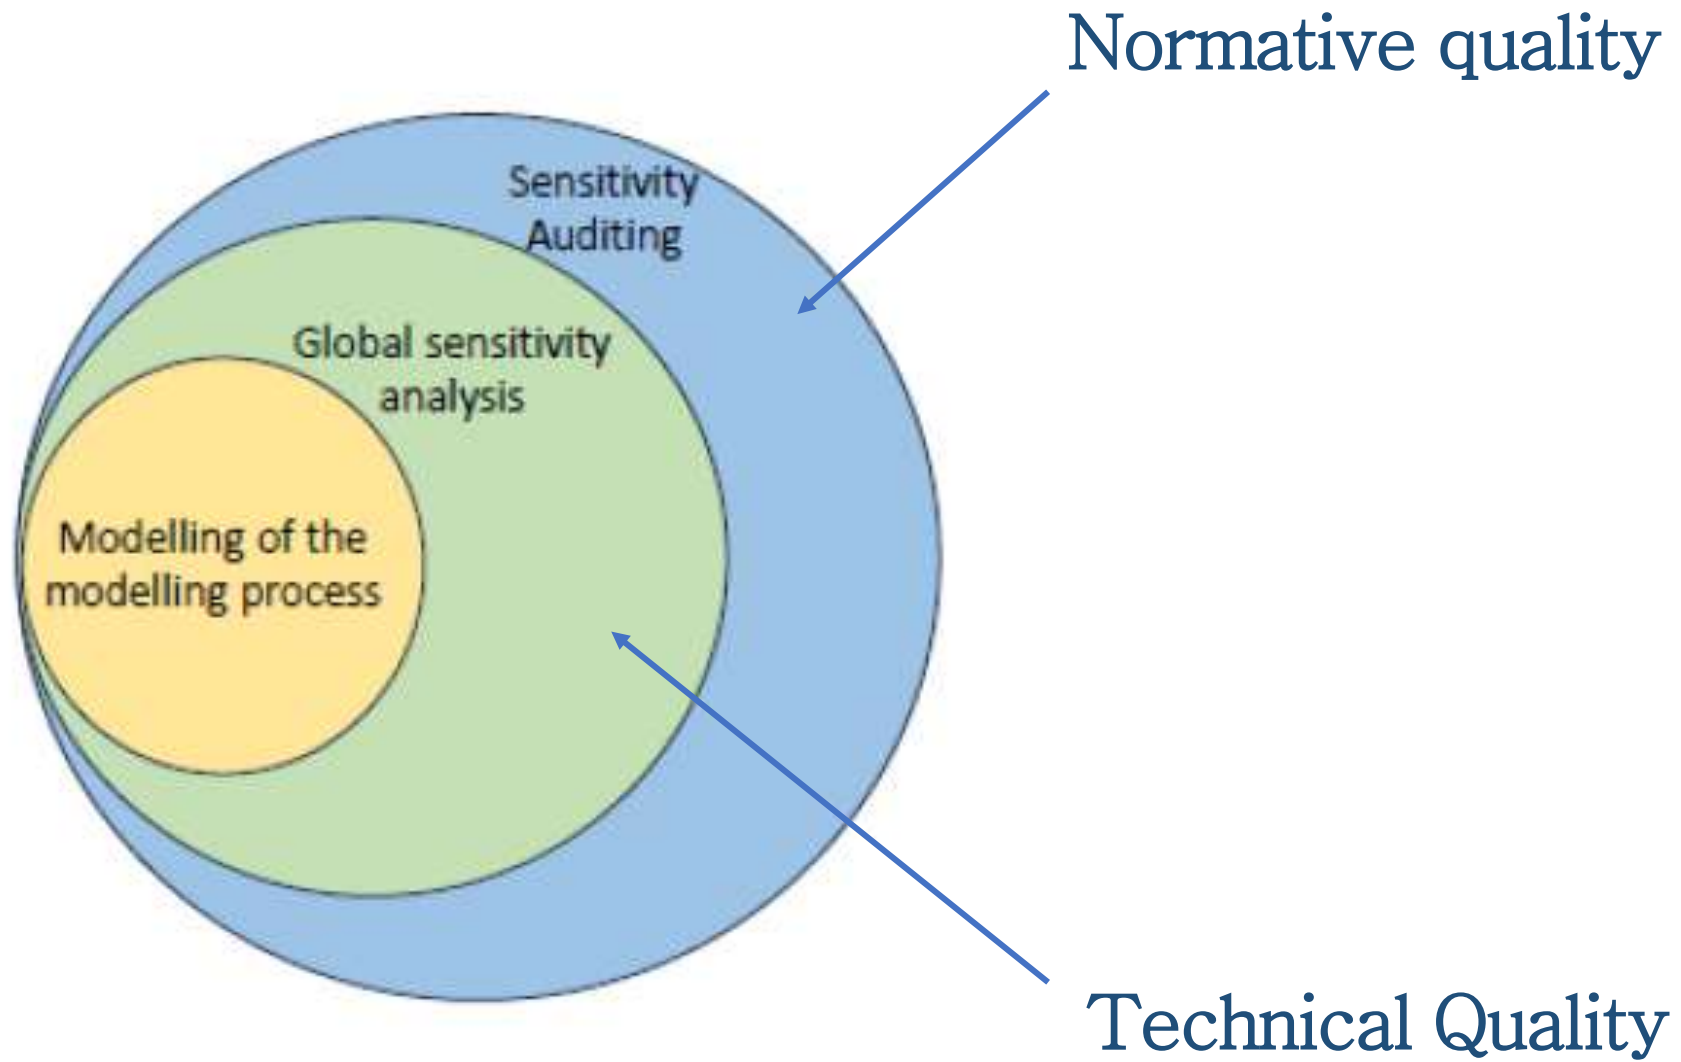 Normative quality
Sensitivity
Auditing
Global sensitivity
analysis
Modelling of the
modelling process
Technical Quality